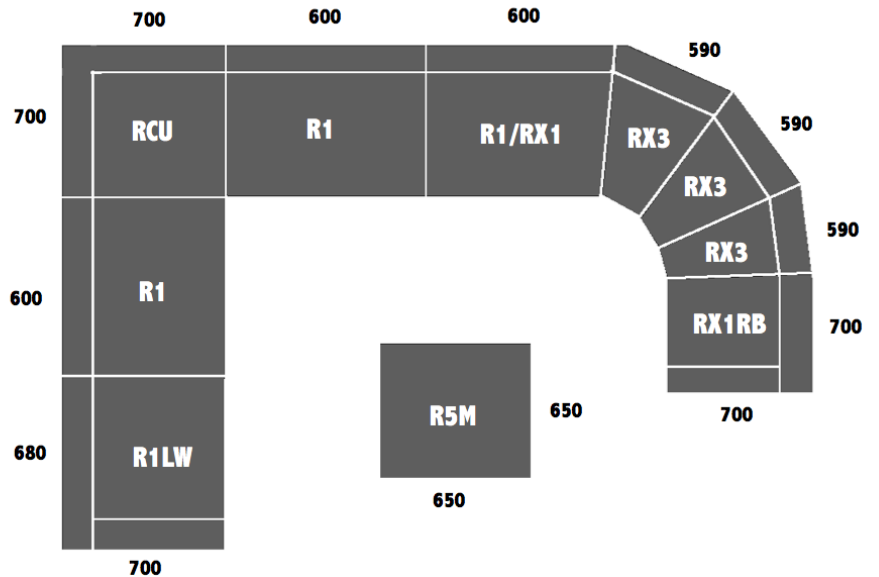 700 600 600
590
700 RCU R1 R1/RX1 RX3 590
RX3
RX3 590
600 R1
RX1RB 700
R5M 650 700
680 R1LW
650
700